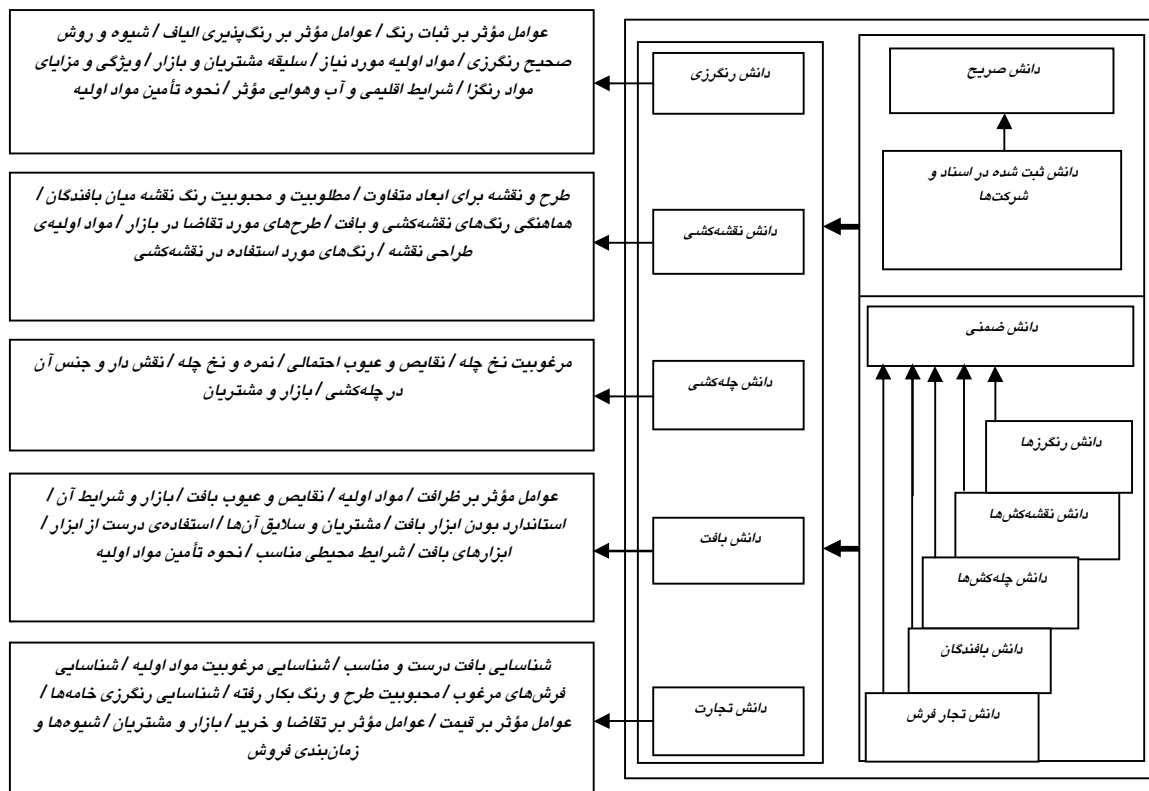 دانش صریح
دانش ثبت شده در اسناد و
شرکت‌ها
دانش ضمنی
دانش رنگرزها
دانش نقشه‌کش‌ها
دانش چله‌کش‌ها
دانش بافندگان
دانش تجار فرش
دانش رنگرزی
عوامل مؤثر بر ثبات رنگ / عوامل مؤثر بر رنگ‌پذیری الیاف / شیوه و روش
صحیح رنگرزی / مواد اولیه مورد نیاز / سلیقه مشتریان و بازار / ویژگی و مزایای
مواد رنگزا / شرایط اقلیمی و آب وهوایی مؤثر / نحوه تأمین مواد اولیه
دانش نقشه‌کشی
طرح و نقشه برای ابعاد متفاوت / مطلوبیت و محبوبیت رنگ نقشه میان بافندگان /
هماهنگی رنگ‌های نقشه‌کشی و بافت / طرح‌های مورد تقاضا در بازار / مواد اولیه‌ی
طراحی نقشه / رنگ‌های مورد استفاده در نقشه‌کشی
دانش چله‌کشی
مرغوبیت نخ چله / نقایص و عیوب احتمالی / نمره و نخ چله / نقش دار و جنس آن
در چله‌کشی / بازار و مشتریان
دانش بافت
عوامل مؤثر بر ظرافت / مواد اولیه / نقایص و عیوب بافت / بازار و شرایط آن /
استاندارد بودن ابزار بافت / مشتریان و سلایق آن‌ها / استفاده‌ی درست از ابزار /
ابزارهای بافت / شرایط محیطی مناسب / نحوه تأمین مواد اولیه
دانش تجارت
شناسایی بافت درست و مناسب / شناسایی مرغوبیت مواد اولیه / شناسایی
فرش‌های مرغوب / محبوبیت طرح و رنگ بکار رفته / شناسایی رنگرزی خامه‌ها /
عوامل مؤثر بر قیمت / عوامل مؤثر بر تقاضا و خرید / بازار و مشتریان / شیوه‌ها و
زمان‌بندی فروش